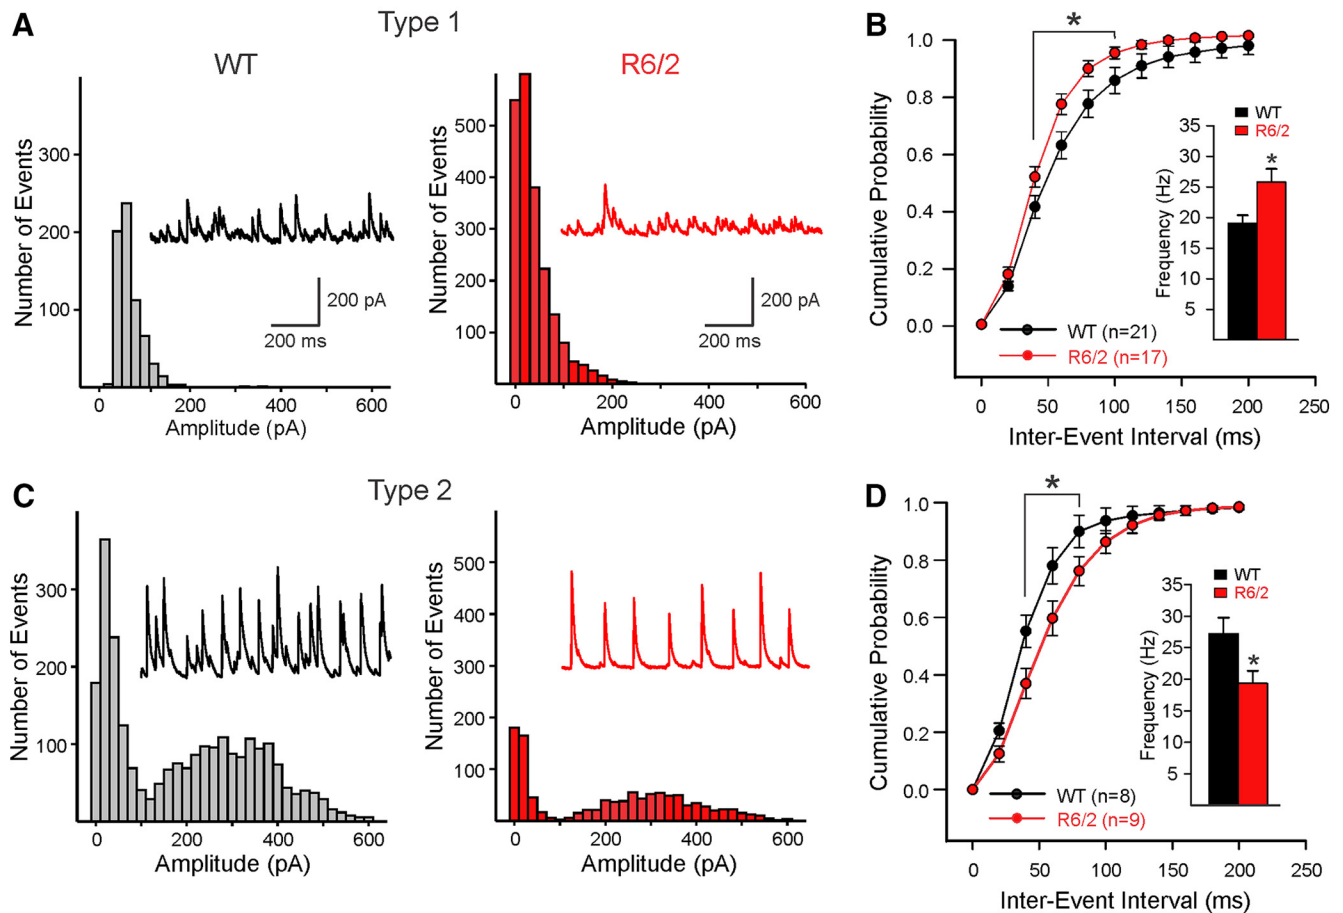 A
Type 1
WT
R6/2
Number of Events
300
200
100
200 pA
200 ms
0 200 400 600
Amplitude (pA)
Number of Events
500
400
300
200
100
200 pA
200 ms
0 200 400 600
Amplitude (pA)
B
*
Cumulative Probability
1.0
0.8
0.6
0.4
0.2
0.0
WT
R6/2
Frequency (Hz)
35
30
25
20
15
10
5
*
WT (n=21)
R6/2 (n=17)
0 50 100 150 200 250
Inter-Event Interval (ms)
C
Type 2
Number of Events
300
200
100
0 200 400 600
Amplitude (pA)
Number of Events
500
400
300
200
100
0 200 400 600
Amplitude (pA)
D
*
Cumulative Probability
1.0
0.8
0.6
0.4
0.2
0.0
WT
R6/2
Frequency (Hz)
35
30
25
20
15
10
5
*
WT (n=8)
R6/2 (n=9)
0 50 100 150 200 250
Inter-Event Interval (ms)